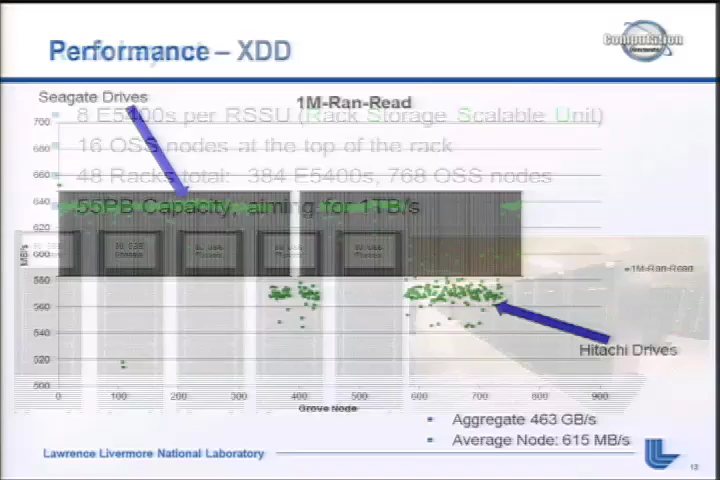 Performance – XDD
Computation
Seagate Drives
1M-Ran-Read
8 E5400s per RSSU (Rack Storage Scalable Unit)
16 OSS nodes at the top of the rack
48 Racks total: 384 E5400s, 768 OSS nodes
55PB Capacity, aiming for 1TB/s
700
680
660
640
620
600
580
560
540
520
500
MB/s
1M-Ran-Read
Hitachi Drives
0 100 200 300 400 500 600 700 800 900
Grove Node
Aggregate 463 GB/s
Average Node: 615 MB/s
Lawrence Livermore National Laboratory
13